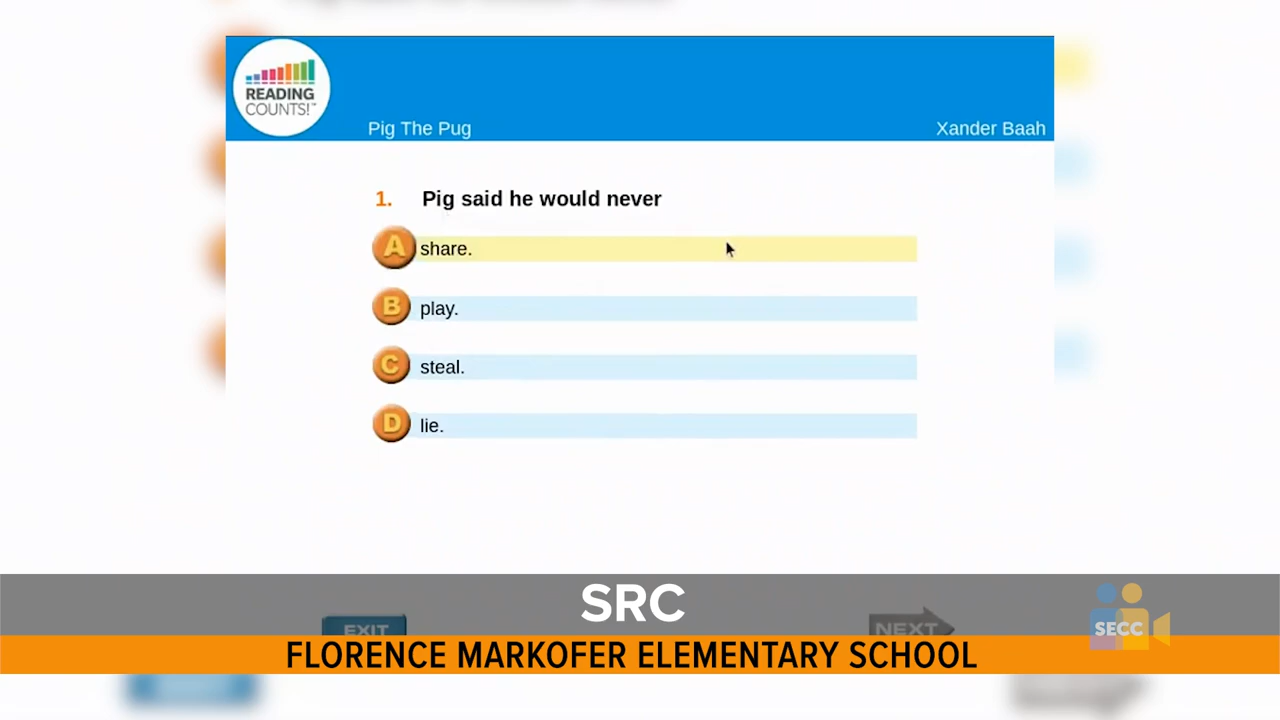 READING
COUNTS!™
Pig The Pug
Xander Baah
1. Pig said he would never
A share.
B play.
C steal.
D lie.
SRC
EXIT
NEXT
SECC
FLORENCE MARKOFER ELEMENTARY SCHOOL